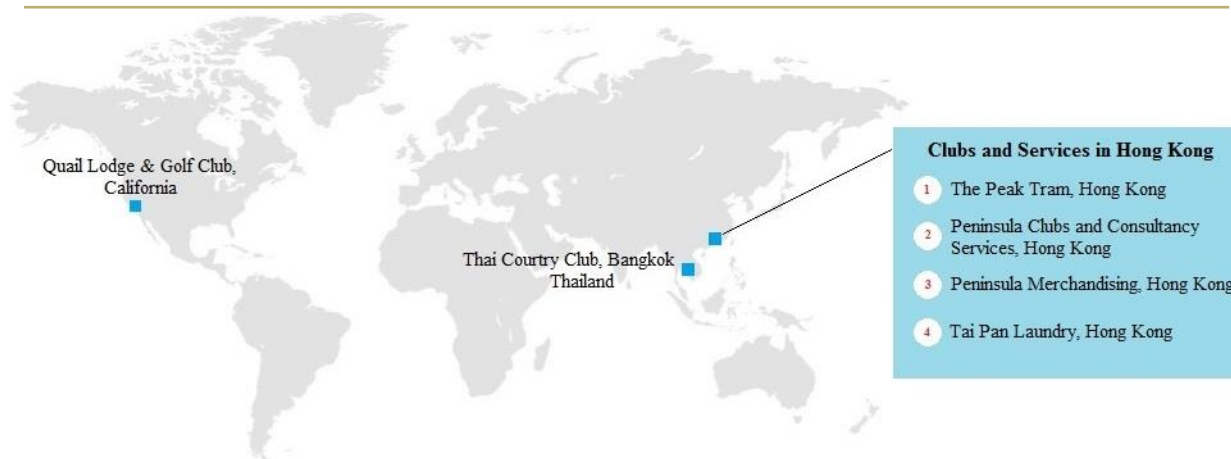 Quail Lodge & Golf Club,
California
Thai Courtry Club, Bangkok
Thailand
Clubs and Services in Hong Kong
1 The Peak Tram, Hong Kong
2 Peninsula Clubs and Consultancy
Services, Hong Kong
3 Peninsula Merchandising, Hong Kong
4 Tai Pan Laundry, Hong Kong